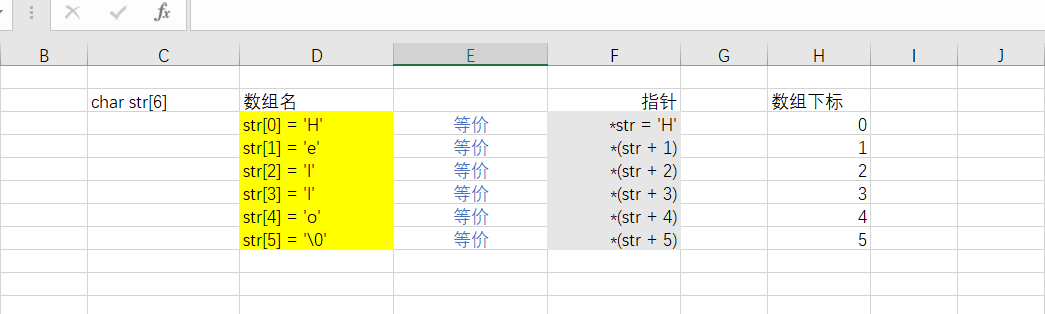 fx
B C D E F G H I J
char str[6] 数组名 指针 数组下标
str[0] = 'H' 等价 *str = 'H' 0
str[1] = 'e' 等价 *(str + 1) 1
str[2] = 'l' 等价 *(str + 2) 2
str[3] = 'l' 等价 *(str + 3) 3
str[4] = 'o' 等价 *(str + 4) 4
str[5] = '\0' 等价 *(str + 5) 5